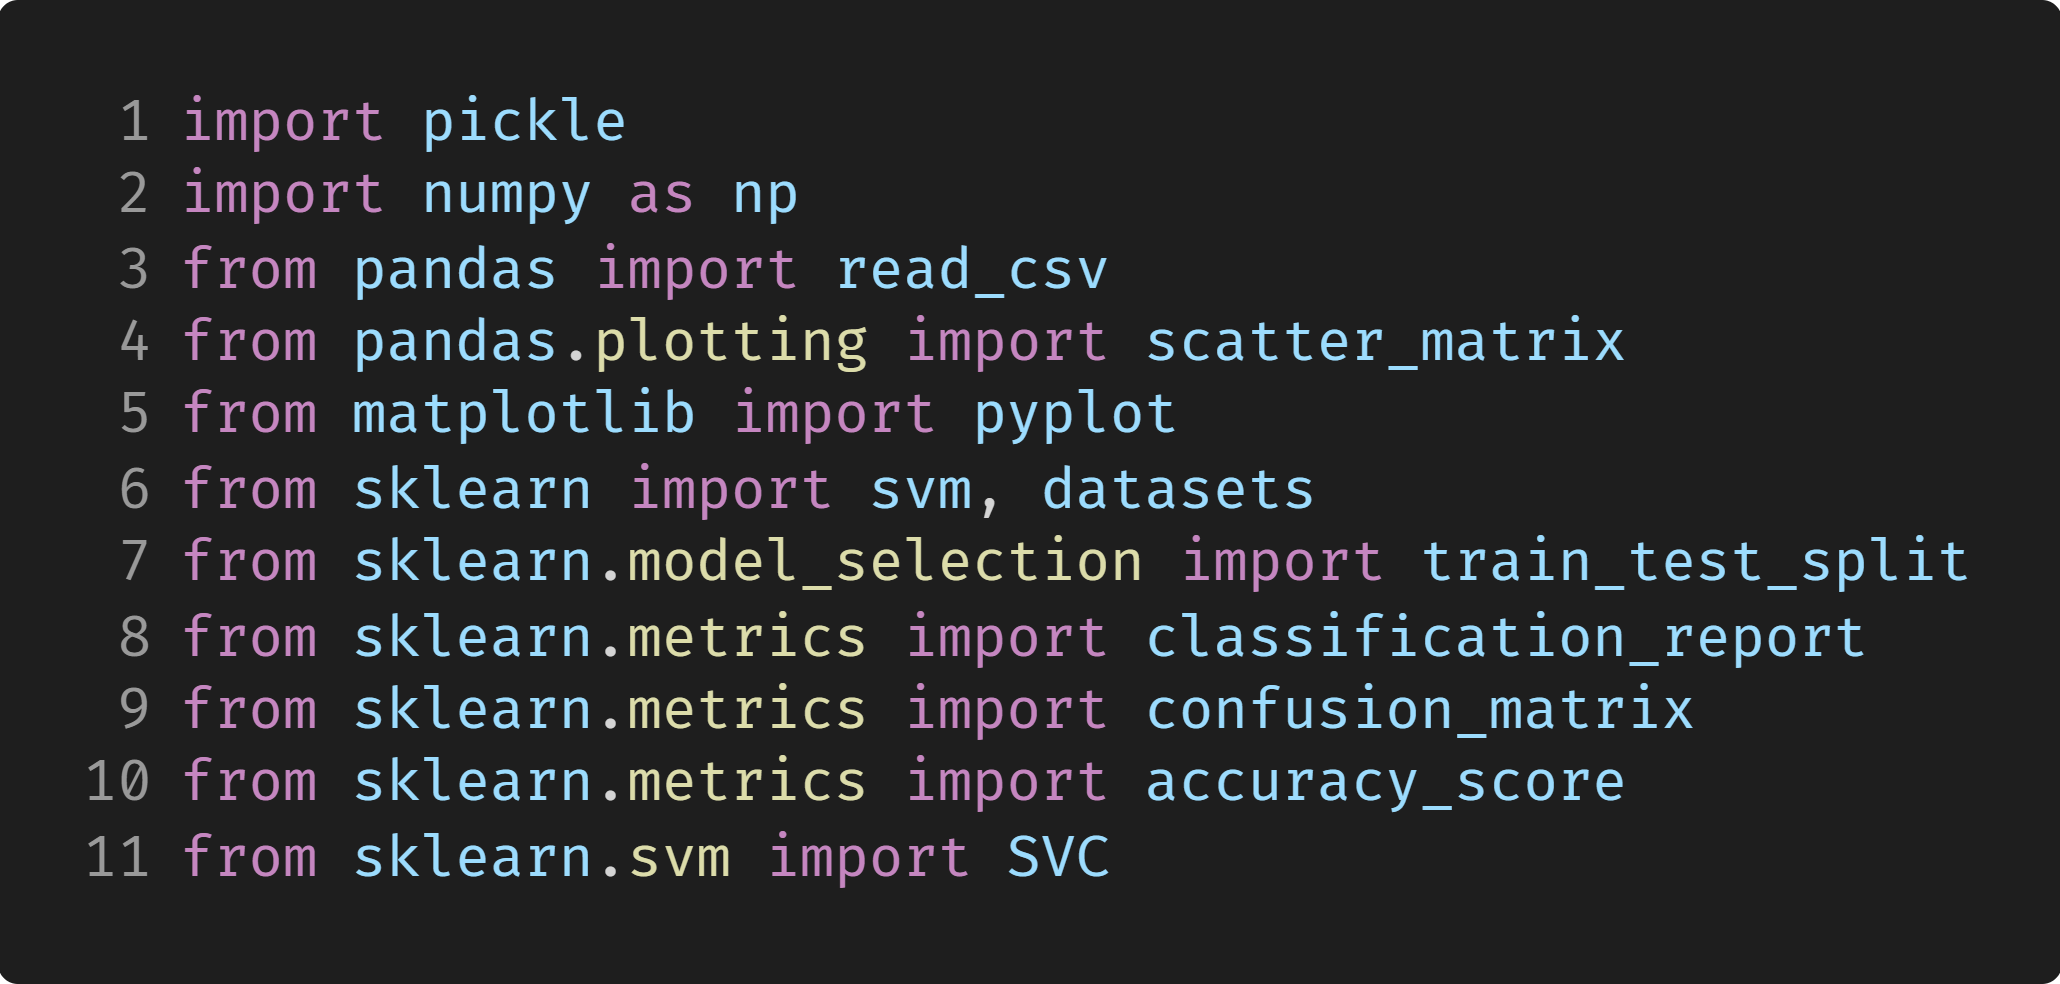 1 import pickle
2 import numpy as np
3 from pandas import read_csv
4 from pandas.plotting import scatter_matrix
5 from matplotlib import pyplot
6 from sklearn import svm, datasets
7 from sklearn.model_selection import train_test_split
8 from sklearn.metrics import classification_report
9 from sklearn.metrics import confusion_matrix
10 from sklearn.metrics import accuracy_score
11 from sklearn.svm import SVC